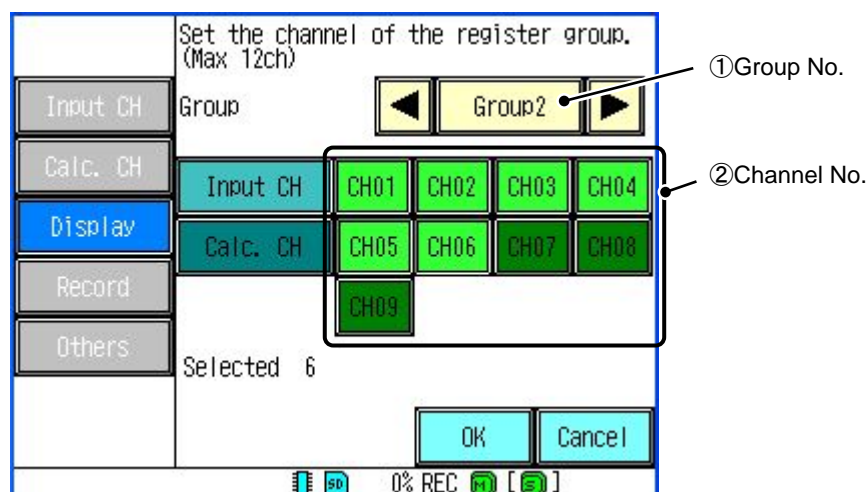 Set the channel of the register group.
(Max 12ch)
①Group No.
Input CH
Group
◀ Group2 ▶
Calc. CH
Input CH CH01 CH02 CH03 CH04
②Channel No.
Display
Calc. CH CH05 CH06 CH07 CH08
Record
CH09
Others
Selected 6
OK Cancel
SD 0% REC M [S]